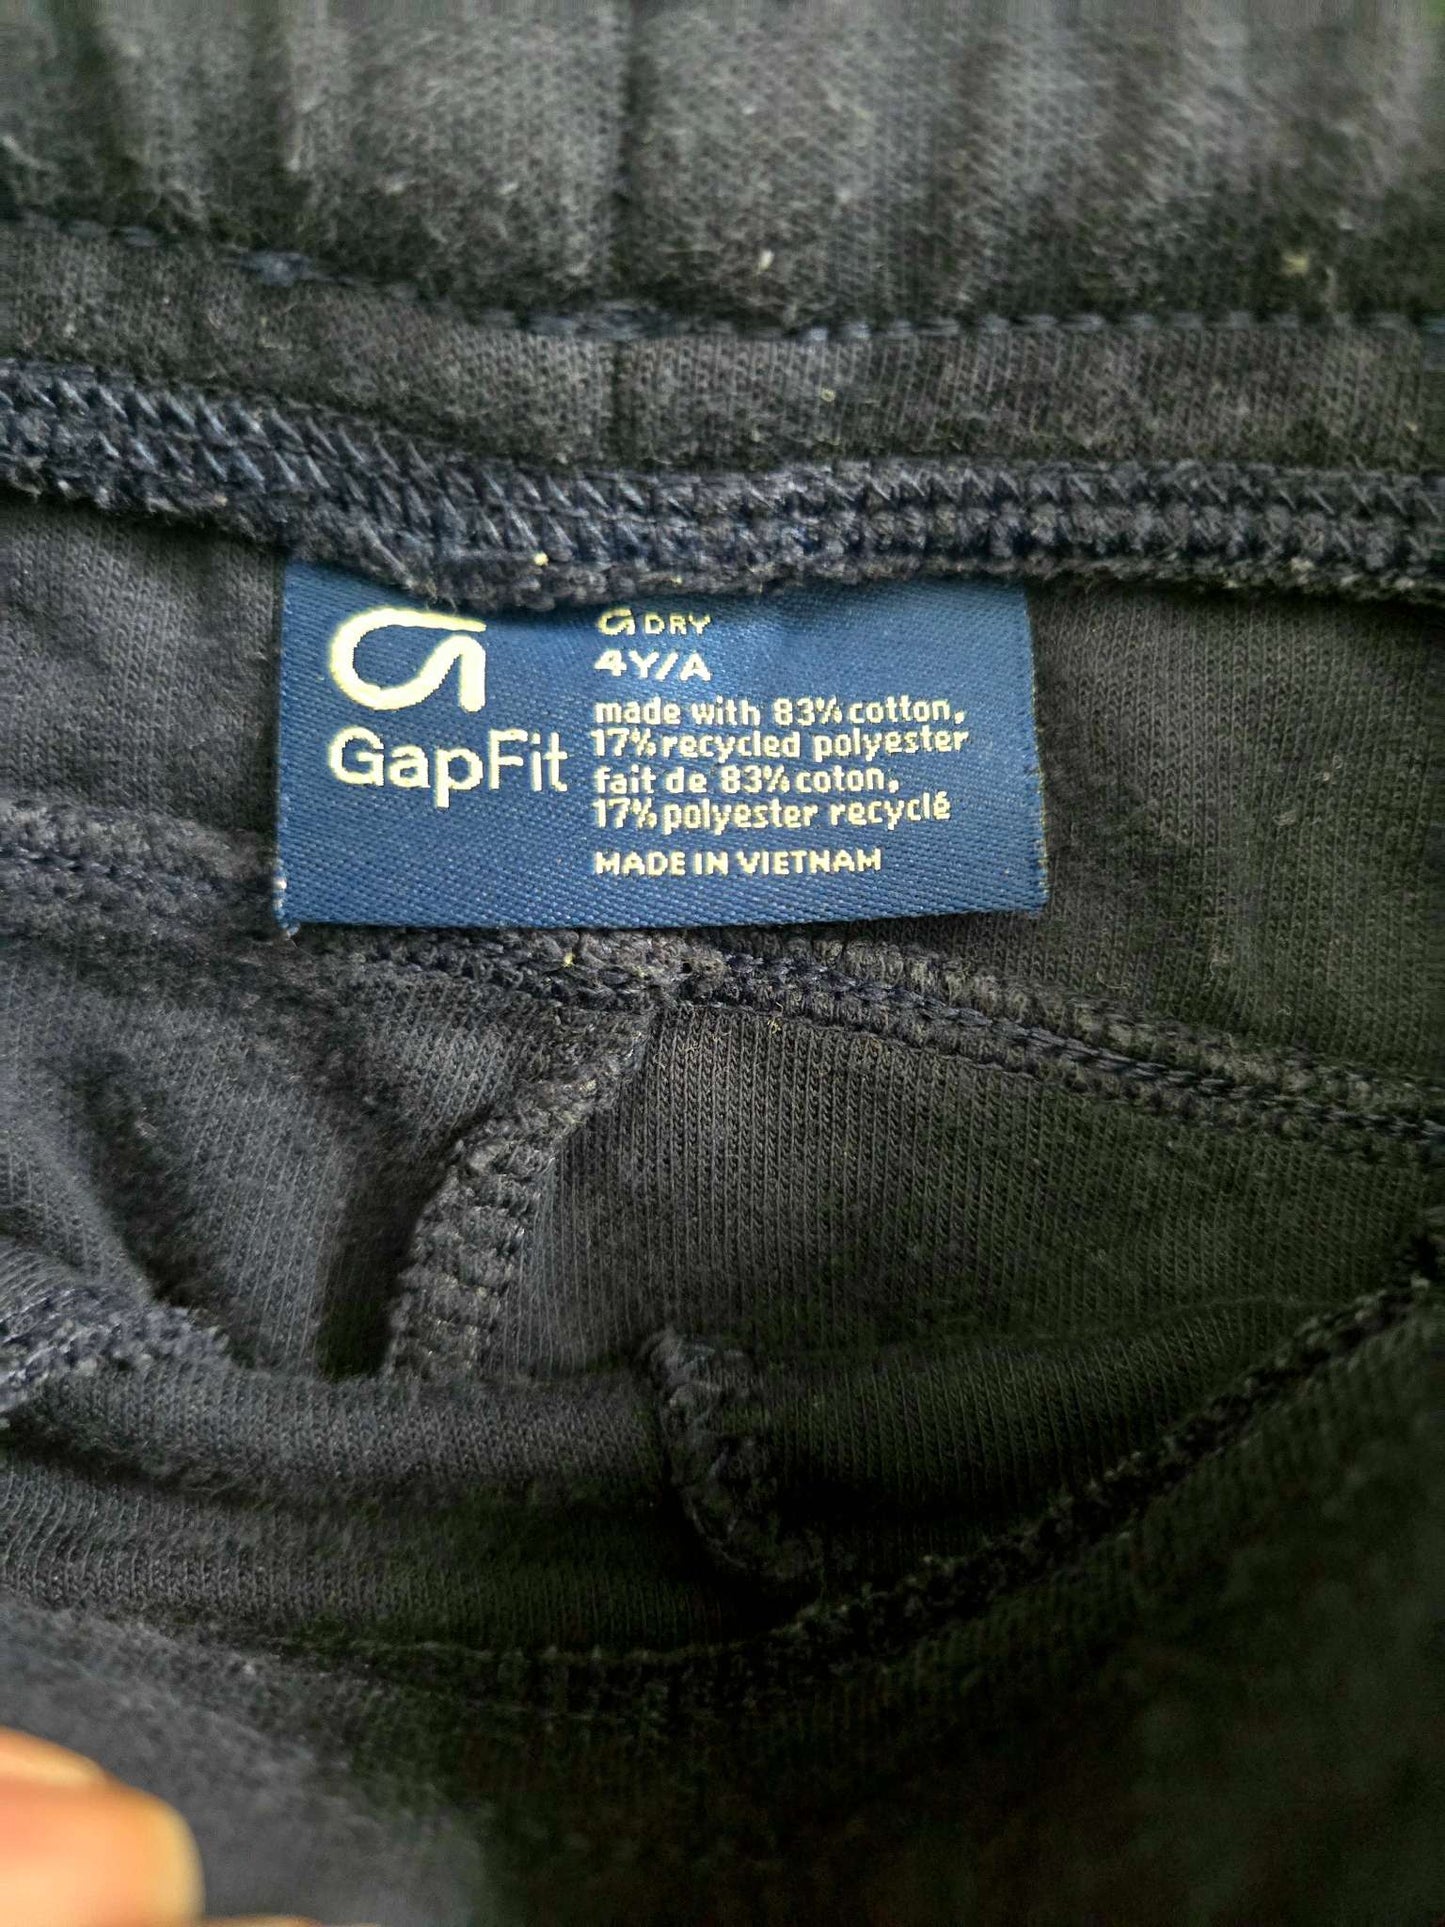 GapFit
G DRY
4Y/A
made with 83% cotton,
17% recycled polyester
fait de 83% coton,
17% polyester recyclé
MADE IN VIETNAM